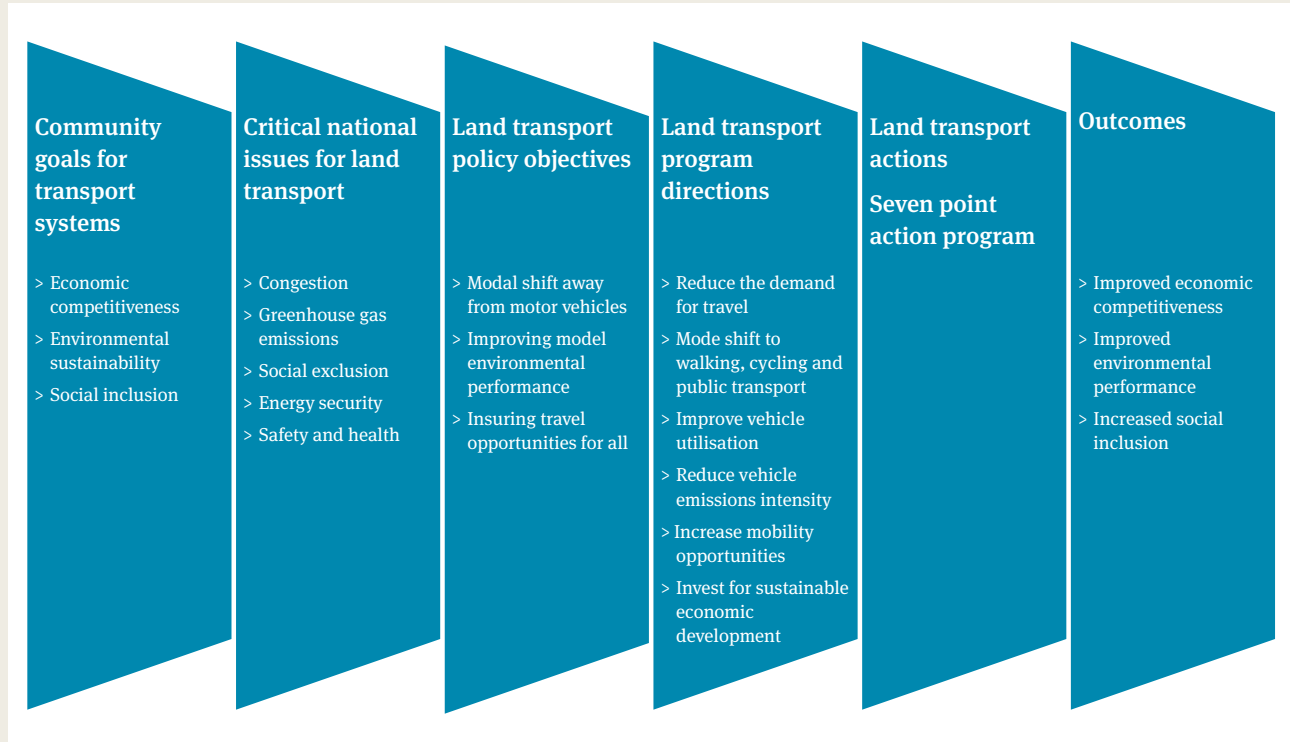 Community
goals for
transport
systems
> Economic
competitiveness
> Environmental
sustainability
> Social inclusion
Critical national
issues for land
transport
> Congestion
> Greenhouse gas
emissions
> Social exclusion
> Energy security
> Safety and health
Land transport
policy objectives
> Modal shift away
from motor vehicles
> Improving model
environmental
performance
> Insuring travel
opportunities for all
Land transport
program
directions
> Reduce the demand
for travel
> Mode shift to
walking, cycling and
public transport
> Improve vehicle
utilisation
> Reduce vehicle
emissions intensity
> Increase mobility
opportunities
> Invest for sustainable
economic
development
Land transport
actions
Seven point
action program
Outcomes
> Improved economic
competitiveness
> Improved
environmental
performance
> Increased social
inclusion